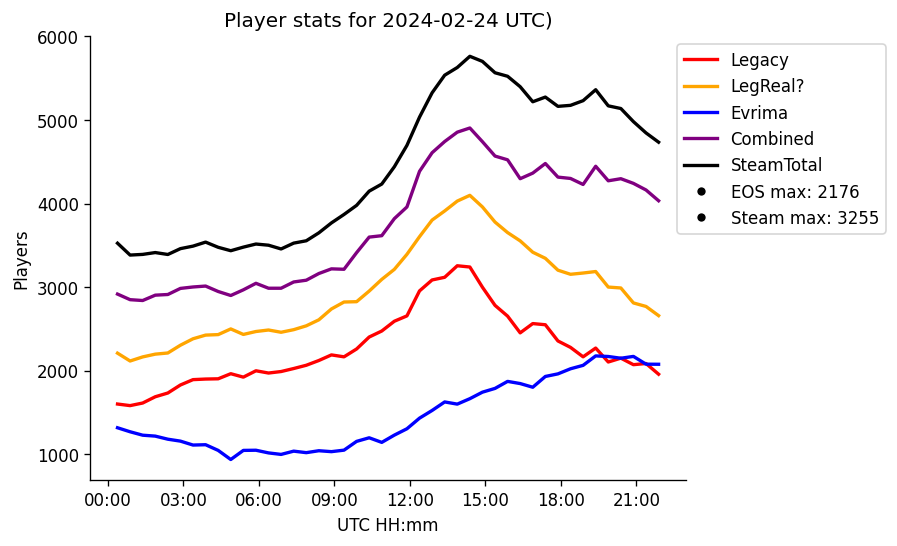 Player stats for 2024-02-24 UTC)
6000
5000
4000
3000
2000
1000
Players
00:00 03:00 06:00 09:00 12:00 15:00 18:00 21:00
UTC HH:mm
Legacy
LegReal?
Evrima
Combined
SteamTotal
EOS max: 2176
Steam max: 3255